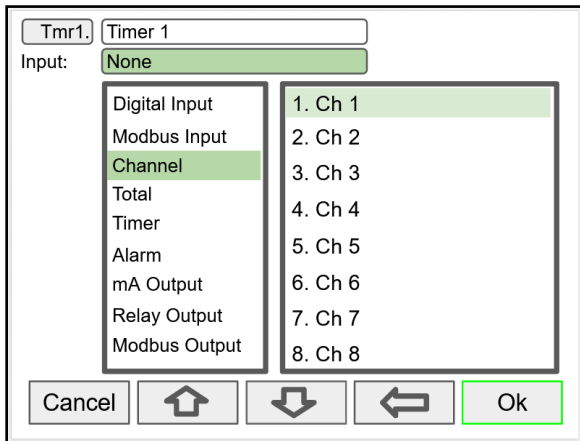 Tmr1. Timer 1
Input: None
Digital Input
Modbus Input
Channel
Total
Timer
Alarm
mA Output
Relay Output
Modbus Output
1. Ch 1
2. Ch 2
3. Ch 3
4. Ch 4
5. Ch 5
6. Ch 6
7. Ch 7
8. Ch 8
Cancel Ok